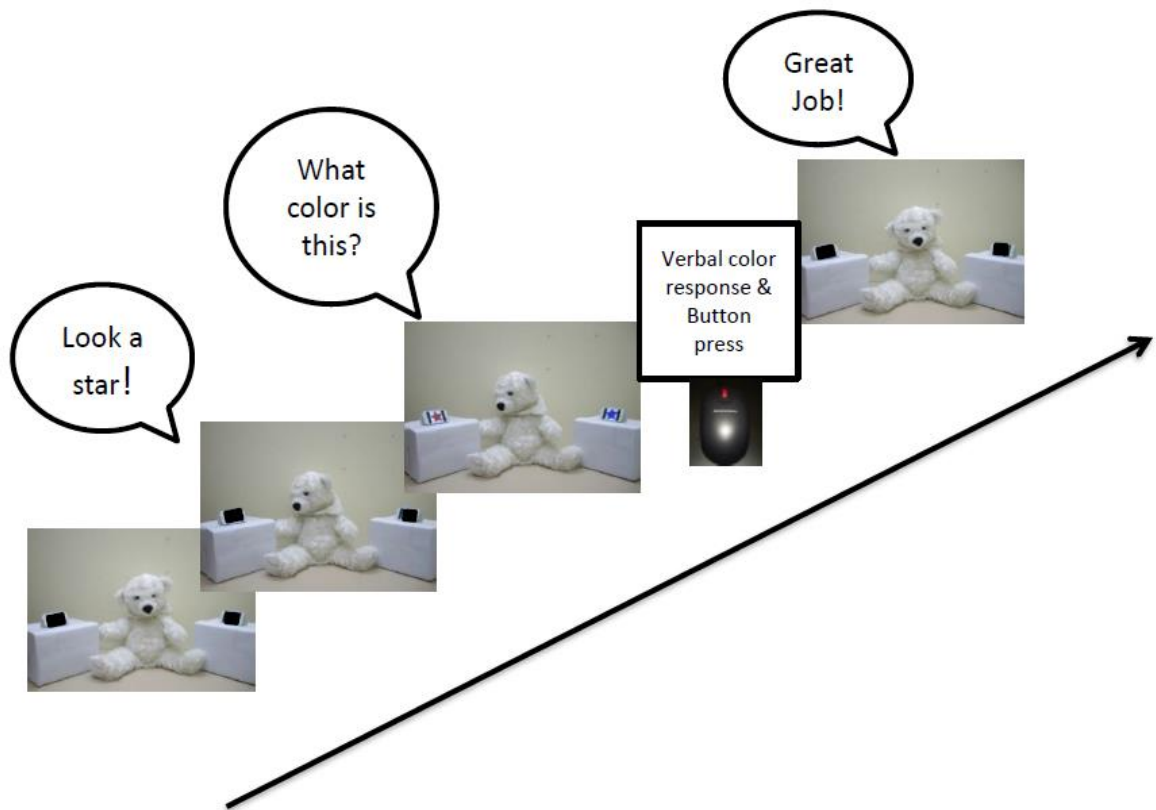 Look a
star!
What
color is
this?
Verbal color
response &
Button
press
Great
Job!